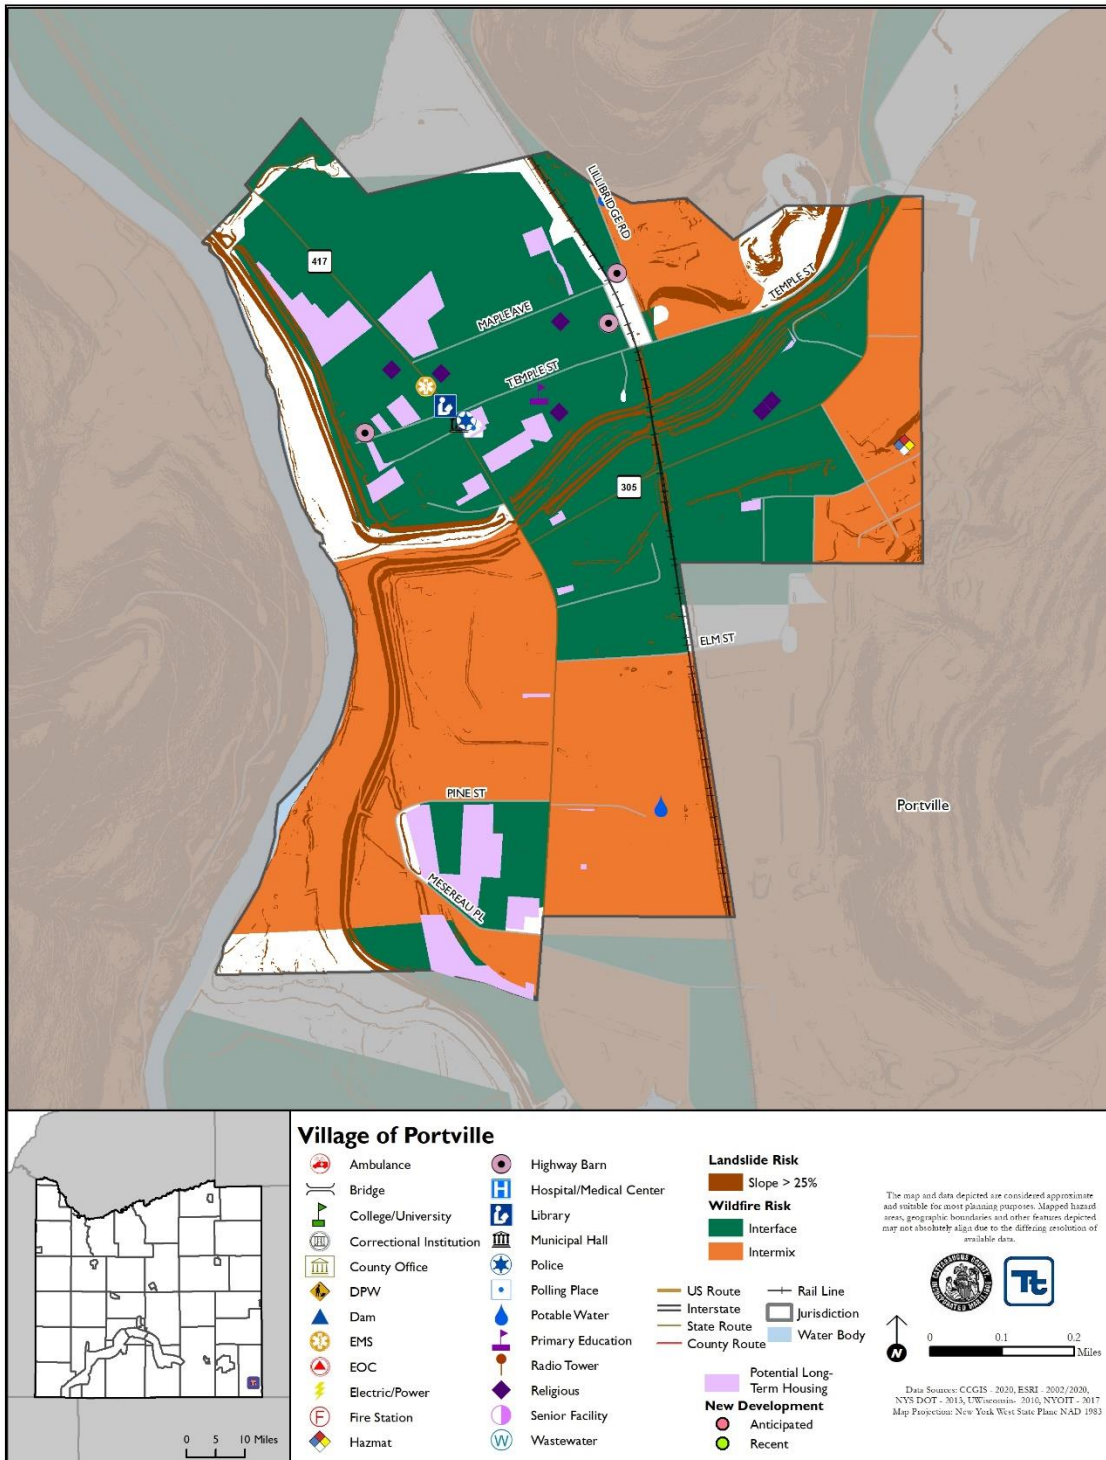 LILLIBRIDGE RD
417
TEMPLE ST
MAPLE AVE
TEMPLE ST
305
ELM ST
PINE ST
Portville
MESEREAU PL
Village of Portville
Ambulance
Bridge
College/University
Correctional Institution
County Office
DPW
Dam
EMS
EOC
Electric/Power
Fire Station
Hazmat
Highway Barn
Hospital/Medical Center
Library
Municipal Hall
Police
Polling Place
Potable Water
Primary Education
Radio Tower
Religious
Senior Facility
Wastewater
F
H
W
Landslide Risk
Slope > 25%
Wildfire Risk
Interface
Intermix
US Route
Interstate
State Route
County Route
Rail Line
Jurisdiction
Water Body
Potential Long-
Term Housing
New Development
Anticipated
Recent
The map and data depicted are considered approximate
and suitable for most planning purposes. Mapped hazard
areas, geographic boundaries and other features depicted
may not absolutely align due to the differing resolution of
available data.
Tt
N
0 0.1 0.2
Miles
Data Sources: CCGIS - 2020, ESRI - 2002/2020,
NYS DOT - 2013, UWisconsin- 2010, NYOIT - 2017
Map Projection: New York West State Plane NAD 1983
0 5 10 Miles